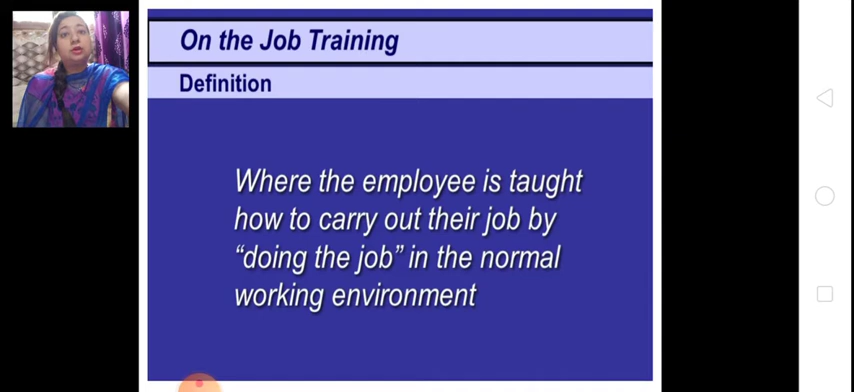 On the Job Training
Definition
Where the employee is taught
how to carry out their job by
“doing the job” in the normal
working environment